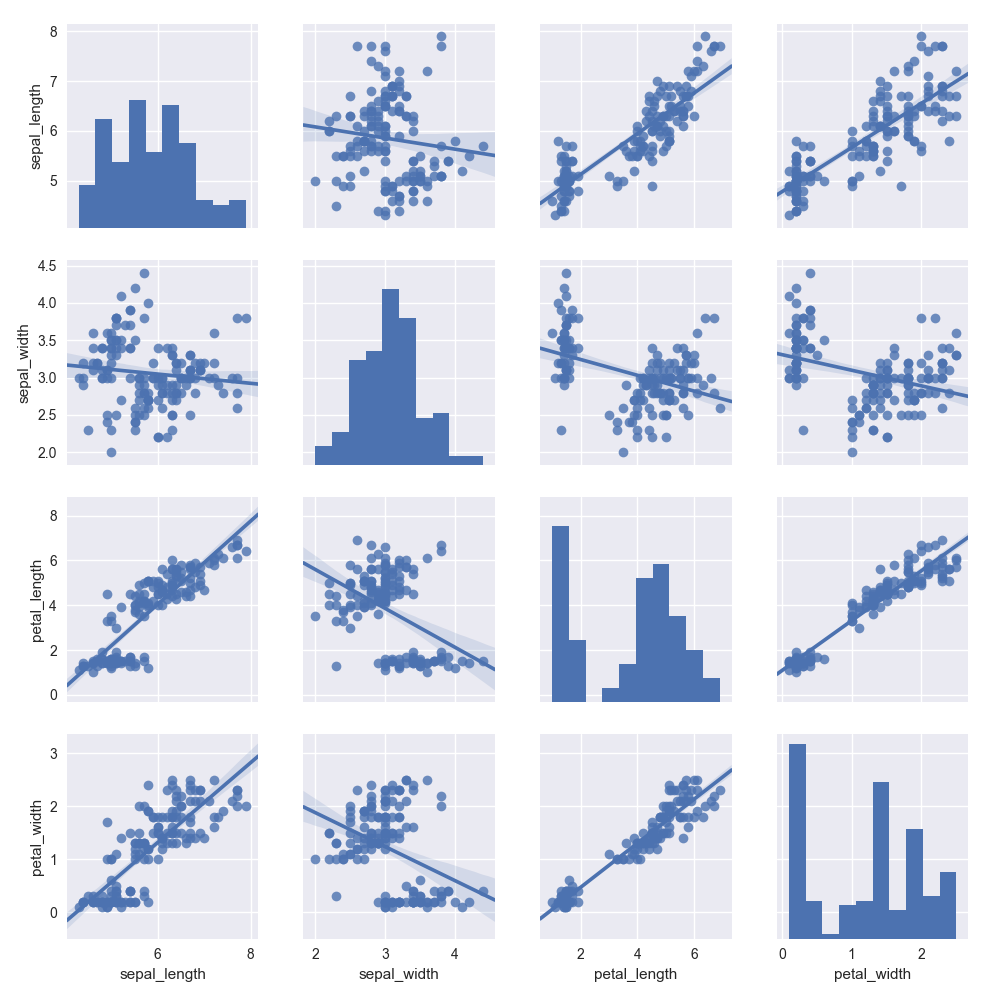 sepal_length
8
7
6
5
sepal_width
4.5
4.0
3.5
3.0
2.5
2.0
petal_length
8
6
4
2
0
petal_width
3
2
1
0
6 8
2 3 4
2 4 6
0 1 2
sepal_length sepal_width petal_length petal_width